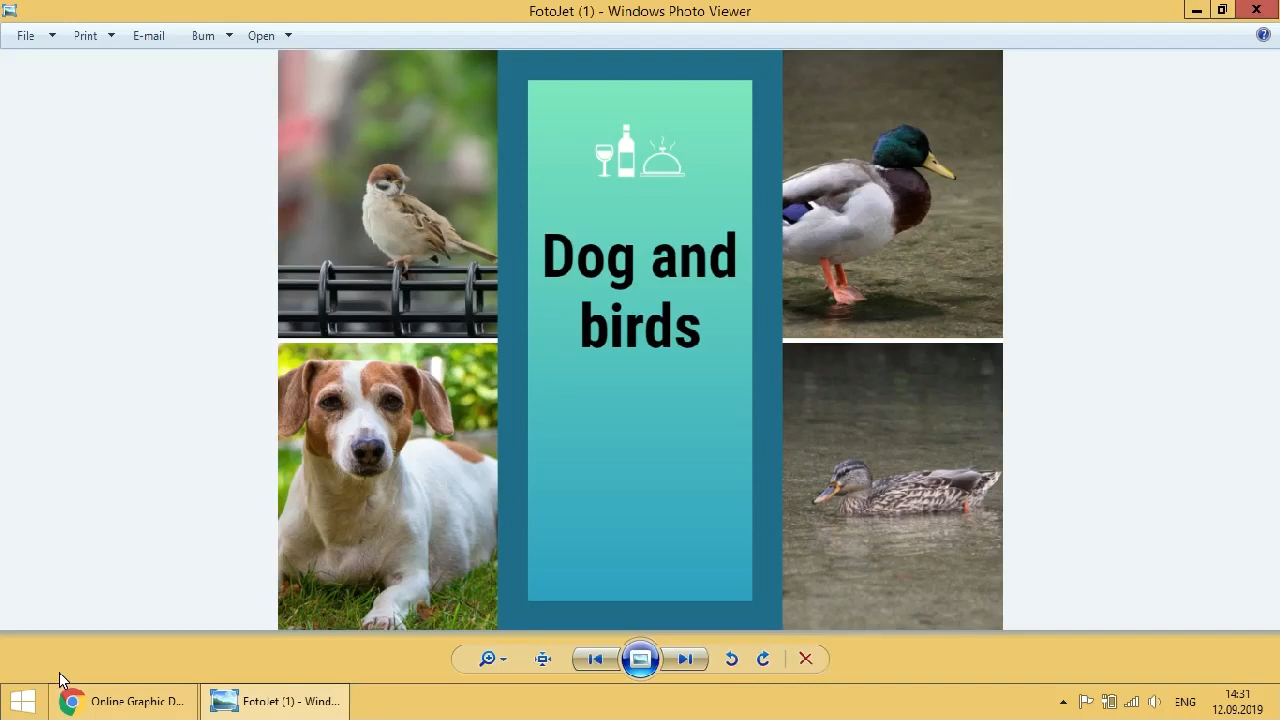 FotoJet (1) - Windows Photo Viewer
File Print E-mail Burn Open
Dog and
birds
Online Graphic D...
FotoJet (1) - Wind...
ENG
14:31
12.09.2019